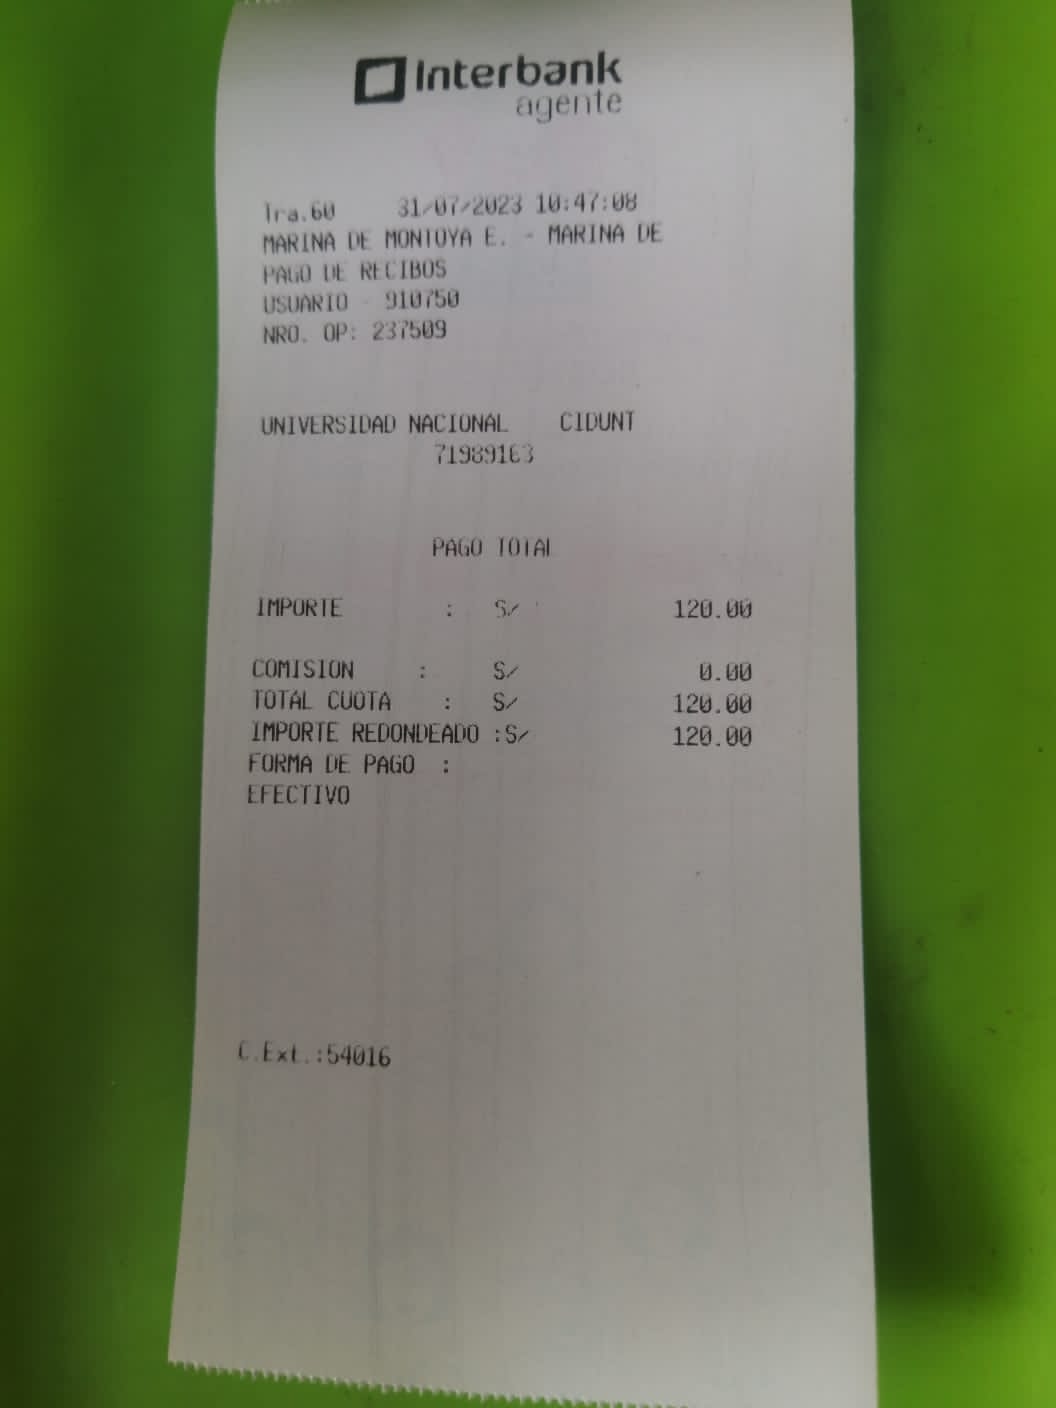 Interbank
agente
Tra.60 31/07/2023 10:47:08
MARINA DE MONTOYA E. - MARINA DE
PAGO DE RECIBOS
USUARIO - 910750
NRO. OP: 237509
UNIVERSIDAD NACIONAL CIDUNT
71989163
PAGO TOTAL
IMPORTE : S/ 120.00
COMISION : S/ 0.00
TOTAL CUOTA : S/ 120.00
IMPORTE REDONDEADO :S/ 120.00
FORMA DE PAGO :
EFECTIVO
C.Ext.:54016